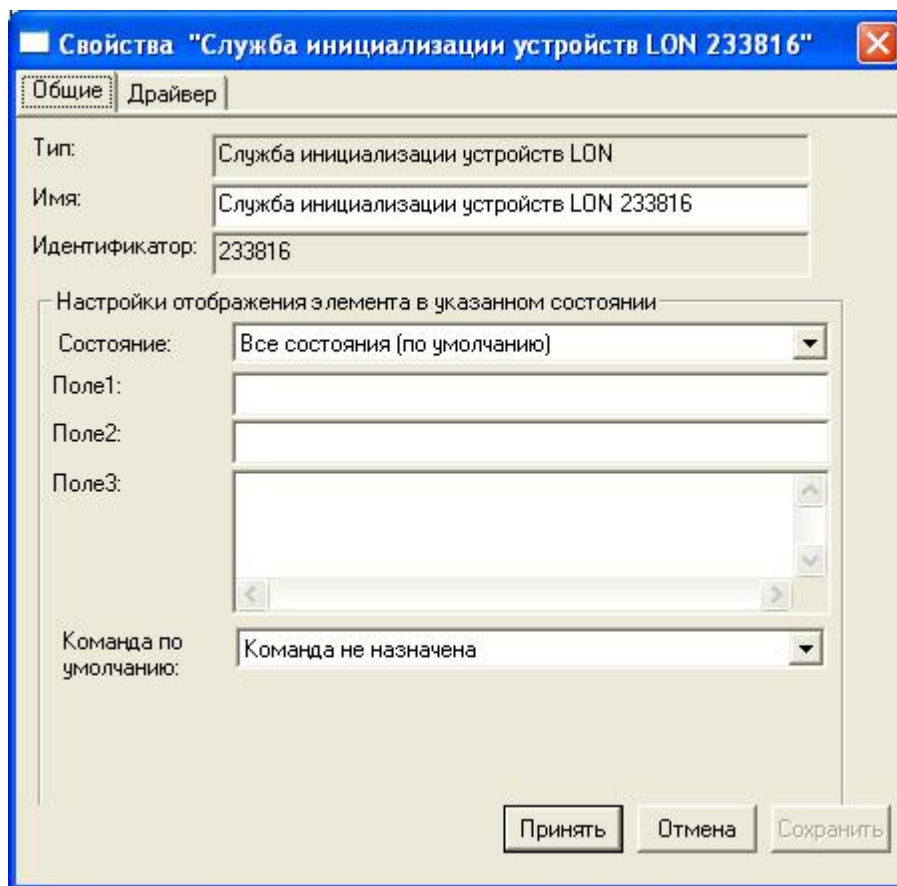 Свойства "Служба инициализации устройств LON 233816"
Общие Драйвер
Тип: Служба инициализации устройств LON
Имя: Служба инициализации устройств LON 233816
Идентификатор: 233816
Настройки отображения элемента в указанном состоянии
Состояние: Все состояния (по умолчанию)
Поле1:
Поле2:
Поле3:
Команда по
умолчанию: Команда не назначена
Принять Отмена Сохранить